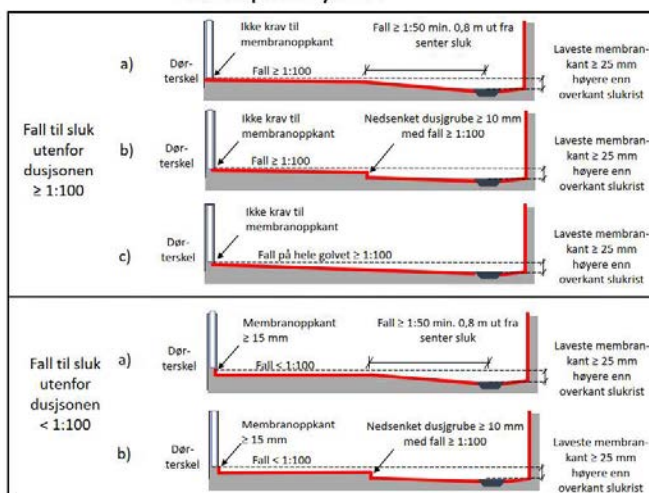 Fall til sluk
utenfor
dusjsonen
≥ 1:100
a)
Dør-
terskel
Ikke krav til
membranoppkant
Fall ≥ 1:100
Fall ≥ 1:50 min. 0,8 m ut fra
senter sluk
Laveste membran-
kant ≥ 25 mm
høyere enn
overkant slukrist
b)
Dør-
terskel
Ikke krav til
membranoppkant
Fall ≥ 1:100
Nedsenket dusjgrube ≥ 10 mm
med fall ≥ 1:100
Laveste membran-
kant ≥ 25 mm
høyere enn
overkant slukrist
c)
Dør-
terskel
Ikke krav til
membranoppkant
Fall på hele golvet ≥ 1:100
Laveste membran-
kant ≥ 25 mm
høyere enn
overkant slukrist
Fall til sluk
utenfor
dusjsonen
< 1:100
a)
Dør-
terskel
Membranoppkant
≥ 15 mm
Fall < 1:100
Fall ≥ 1:50 min. 0,8 m ut fra
senter sluk
Laveste membran-
kant ≥ 25 mm
høyere enn
overkant slukrist
b)
Dør-
terskel
Membranoppkant
≥ 15 mm
Fall < 1:100
Nedsenket dusjgrube ≥ 10 mm
med fall ≥ 1:100
Laveste membran-
kant ≥ 25 mm
høyere enn
overkant slukrist